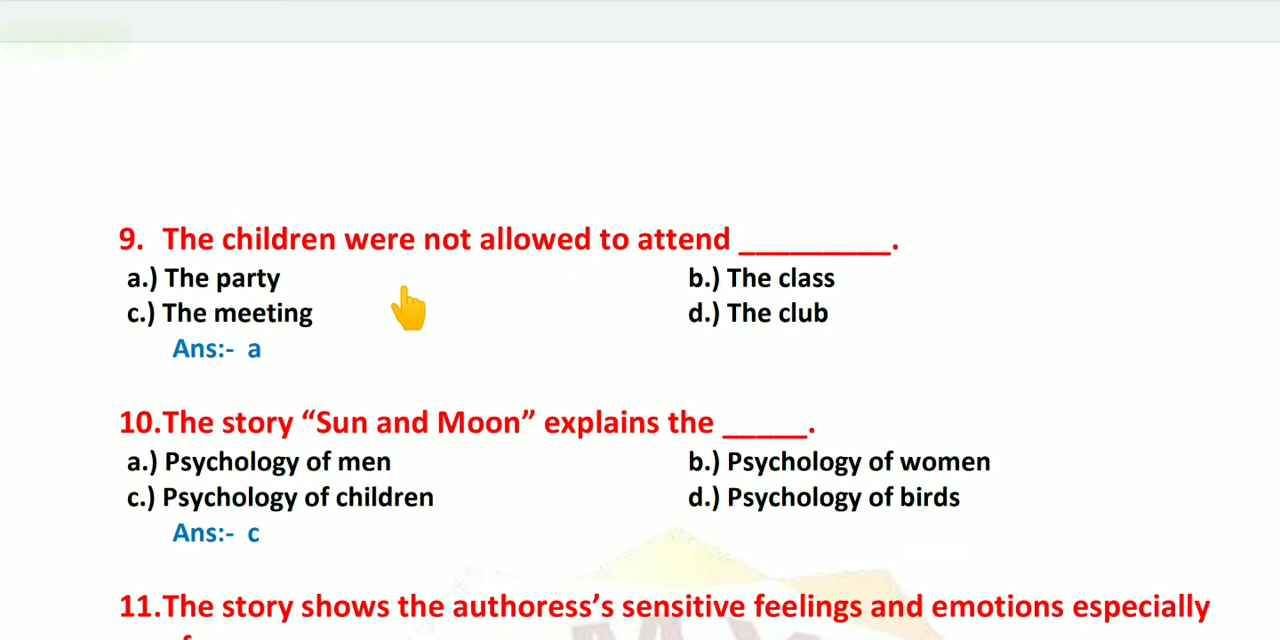 9. The children were not allowed to attend _________.
a.) The party b.) The class
c.) The meeting d.) The club
Ans:- a
10.The story “Sun and Moon” explains the _____.
a.) Psychology of men b.) Psychology of women
c.) Psychology of children d.) Psychology of birds
Ans:- c
11.The story shows the authoress’s sensitive feelings and emotions especially